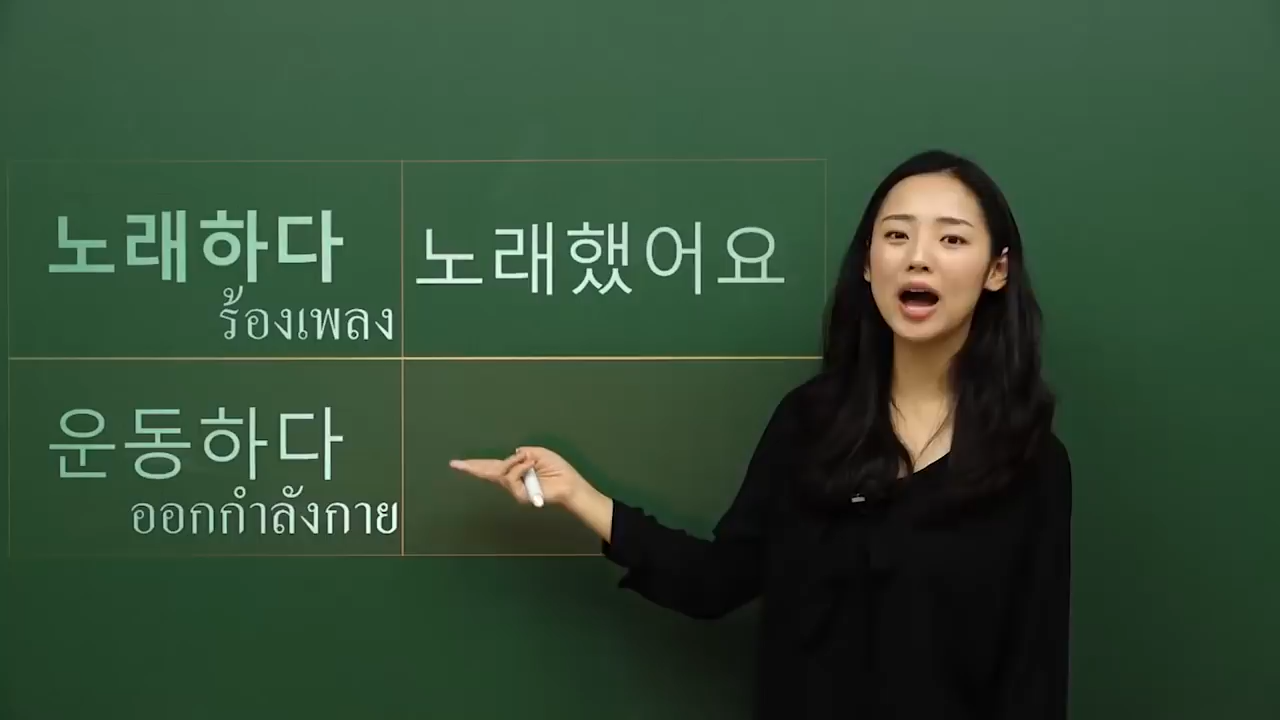 노래하다
노래했어요
ร้องเพลง
운동하다
ออกกำลังกาย